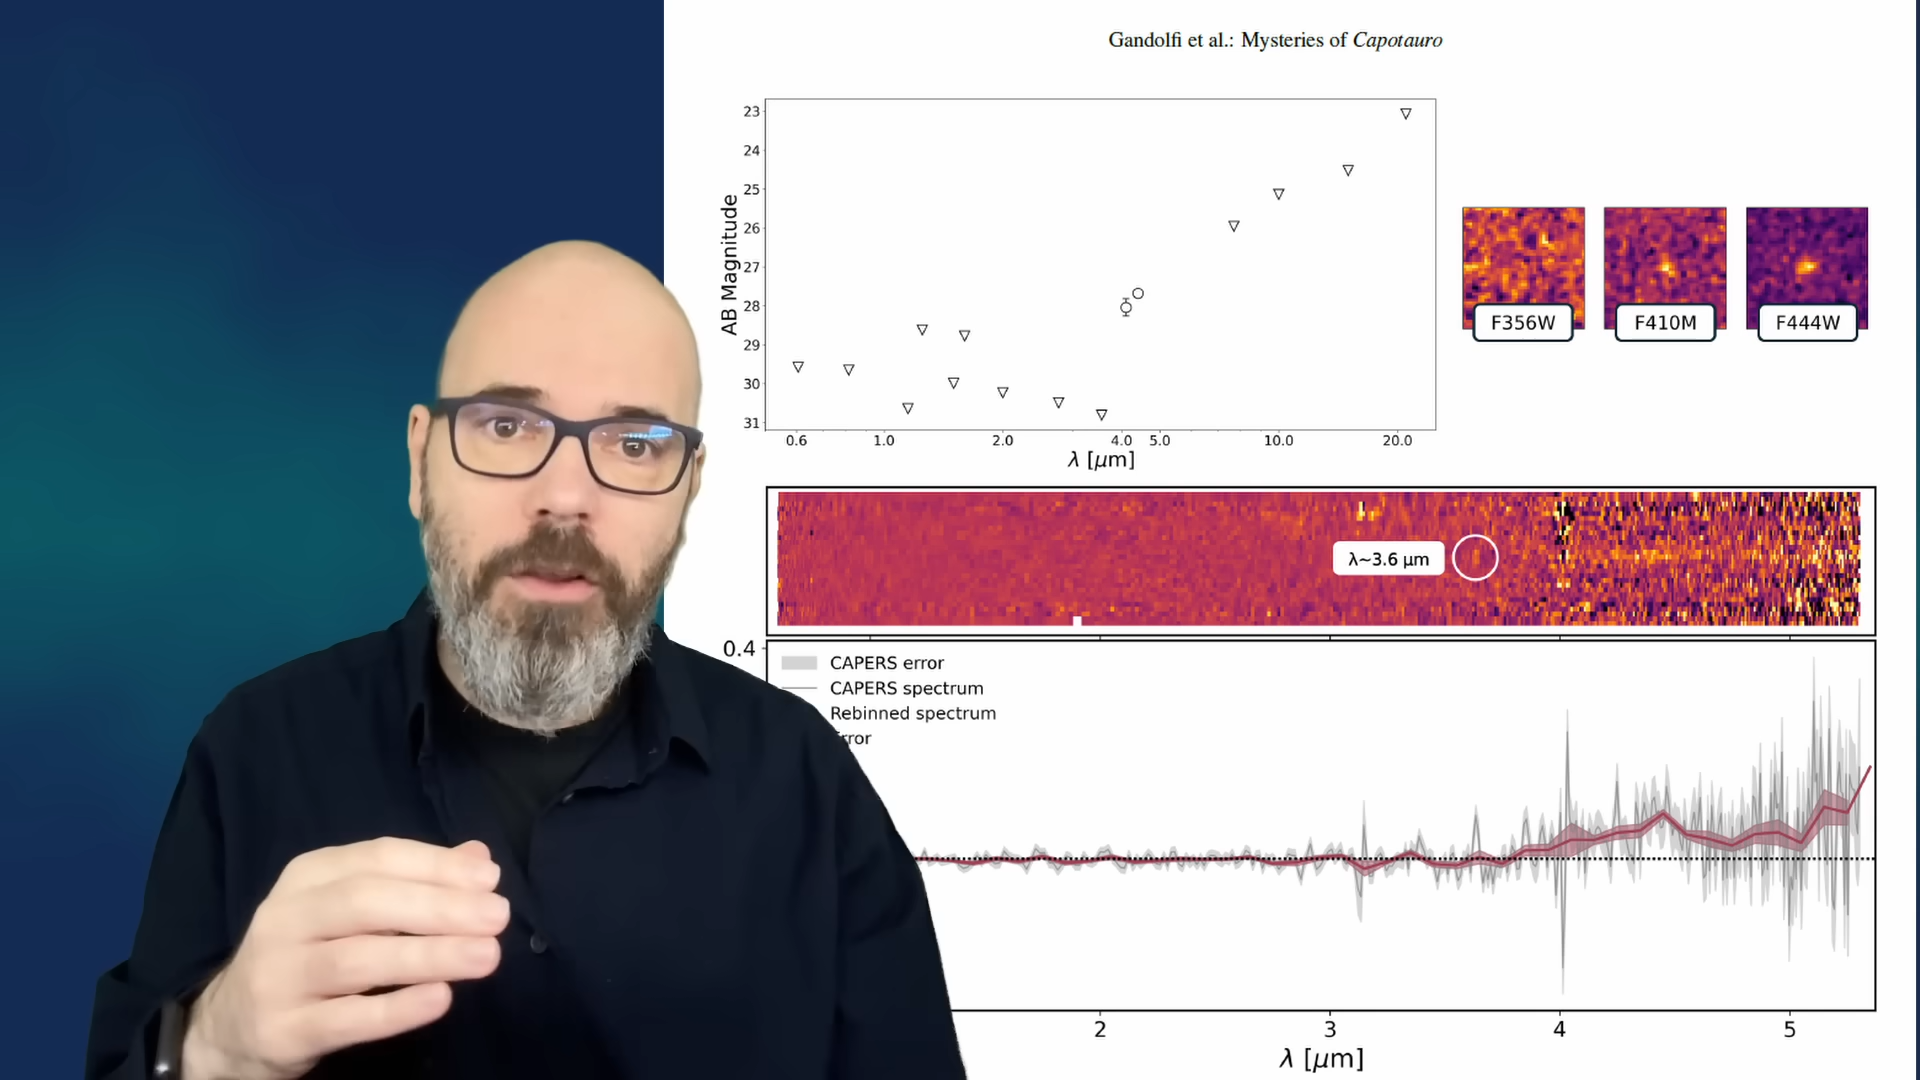 Gandolfi et al.: Mysteries of Capotauro
23
24
25
26
27
28
29
30
31
AB Magnitude
0.6
1.0
2.0
4.0
5.0
10.0
20.0
λ [μm]
F356W
F410M
F444W
λ~3.6 μm
0.4
CAPERS error
CAPERS spectrum
Rebinned spectrum
2
3
4
5
λ [μm]